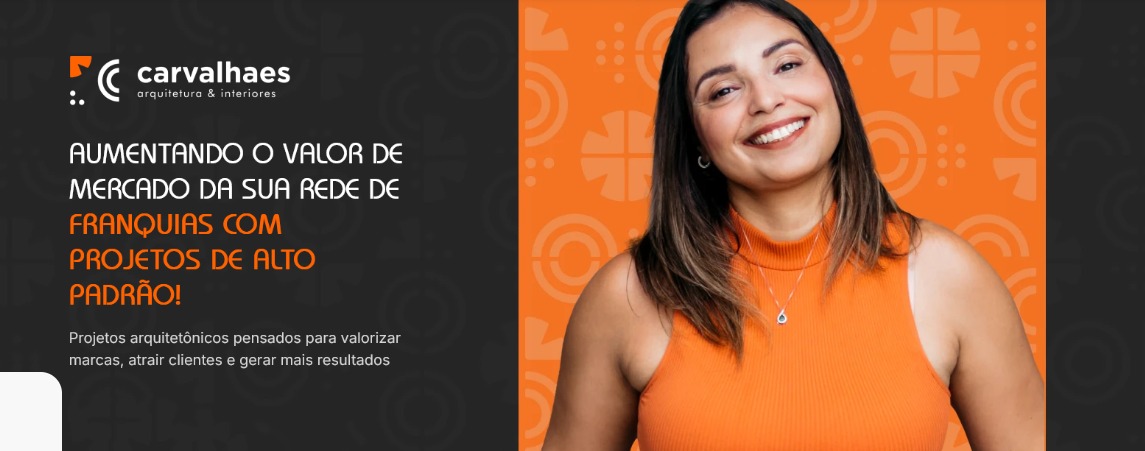 carvalhaes
arquitetura & interiores
AUMENTANDO O VALOR DE
MERCADO DA SUA REDE DE
FRANQUIAS COM
PROJETOS DE ALTO
PADRÃO!
Projetos arquitetônicos pensados para valorizar
marcas, atrair clientes e gerar mais resultados